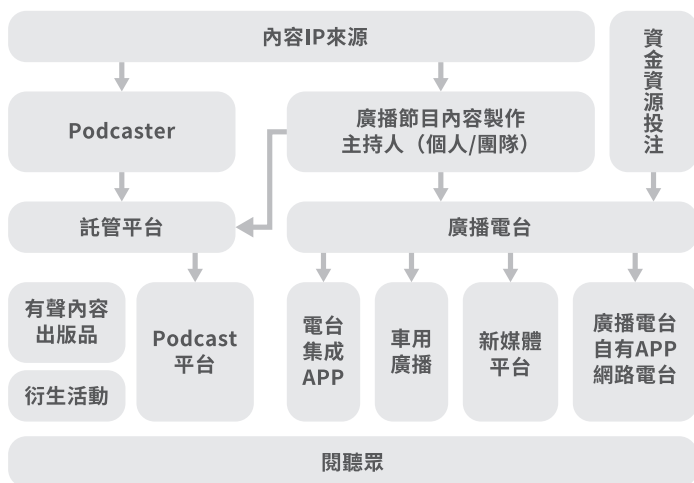 內容IP來源
資金資源投注
Podcaster
廣播節目內容製作
主持人（個人/團隊）
託管平台
廣播電台
有聲內容
出版品
衍生活動
Podcast
平台
電台
集成
APP
車用
廣播
新媒體
平台
廣播電台
自有APP
網路電台
閱聽眾